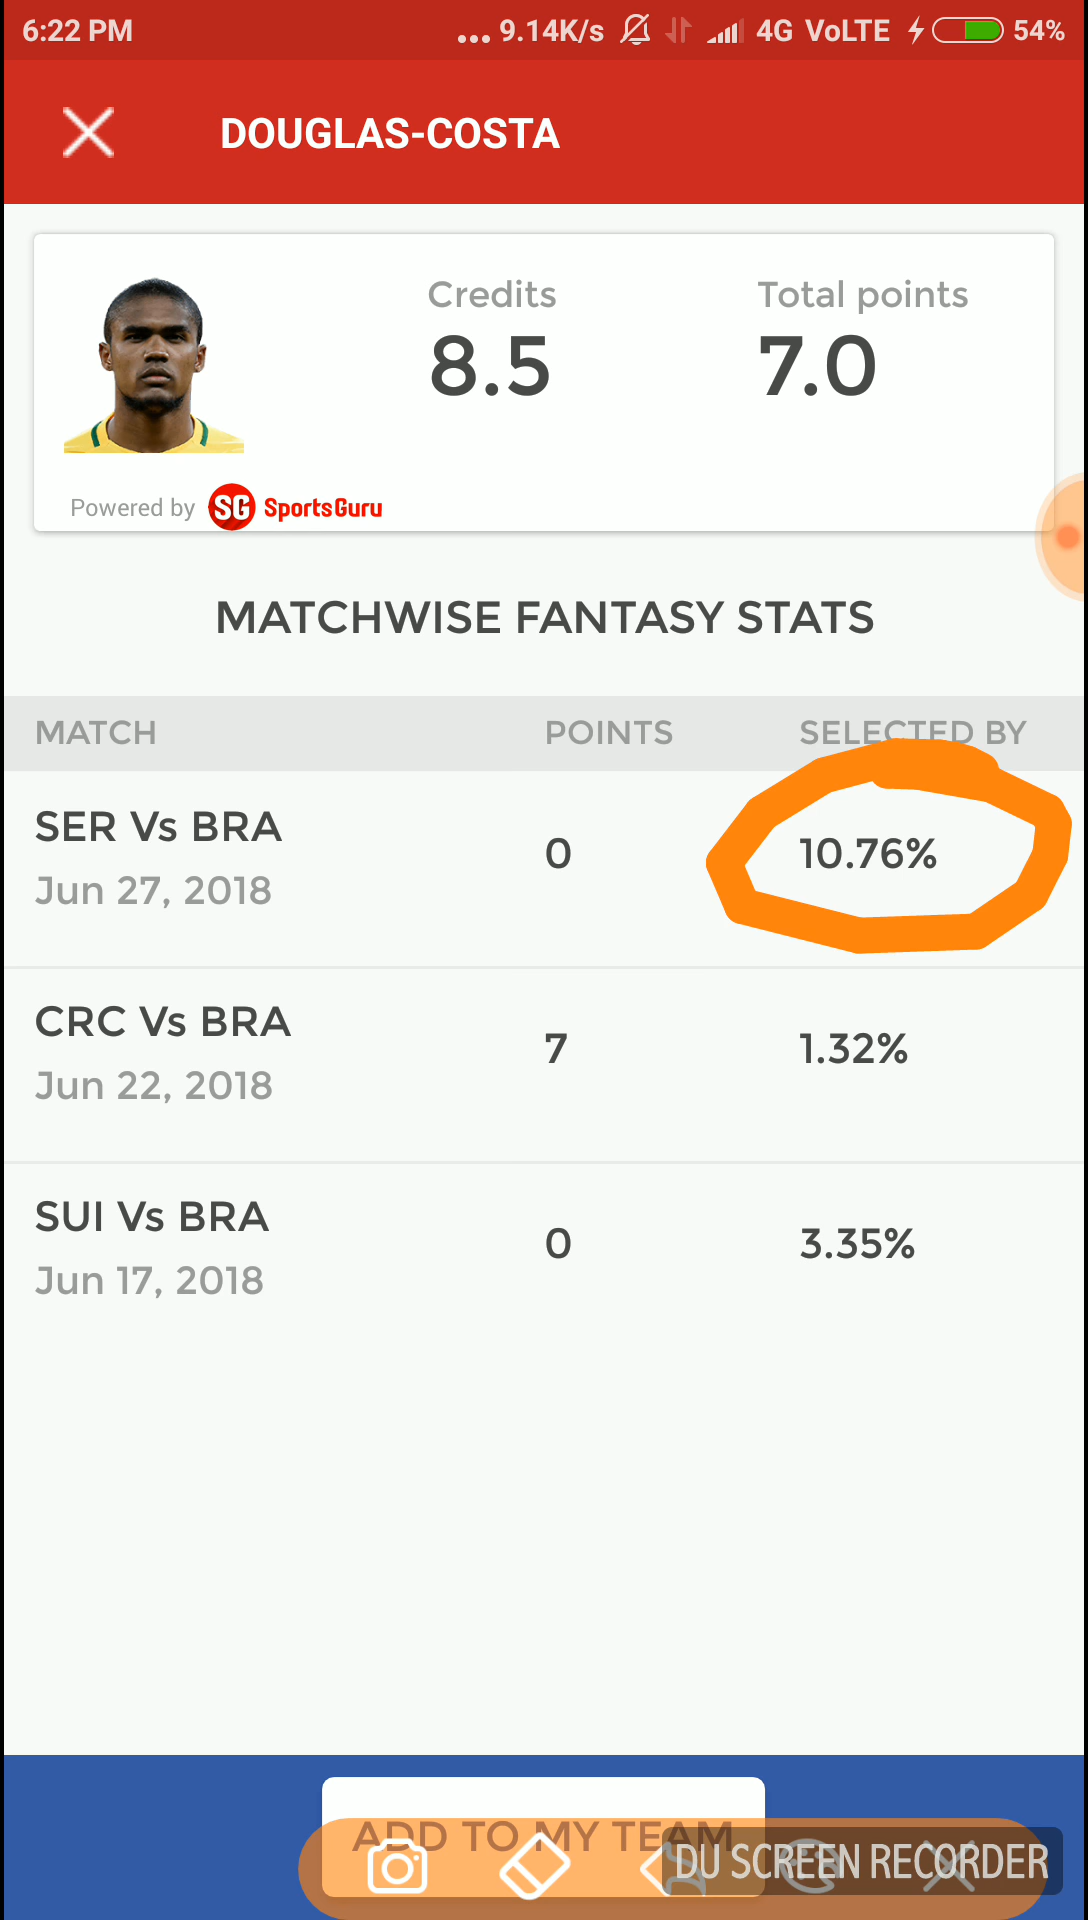 6:22 PM ... 9.14K/s 4G VoLTE 54%
DOUGLAS-COSTA
Credits Total points
8.5 7.0
Powered by SG SportsGuru
MATCHWISE FANTASY STATS
MATCH POINTS SELECTED BY
SER Vs BRA 0 10.76%
Jun 27, 2018
CRC Vs BRA 7 1.32%
Jun 22, 2018
SUI Vs BRA 0 3.35%
Jun 17, 2018
ADD TO MY TEAM
DU SCREEN RECORDER